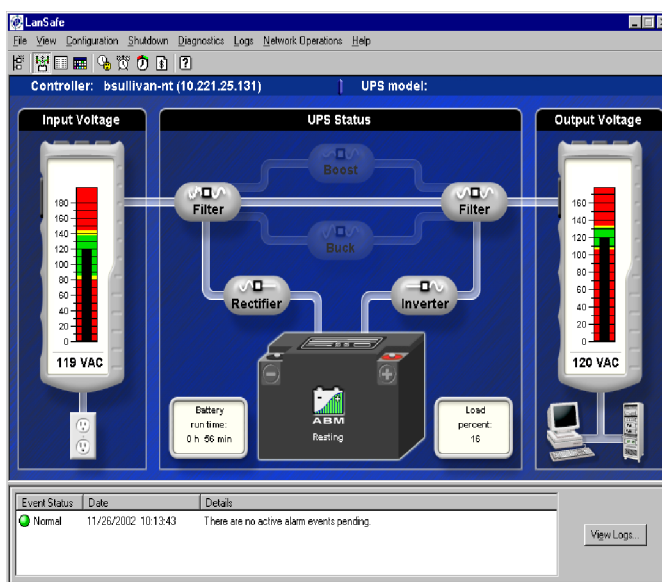 LanSafe
File View Configuration Shutdown Diagnostics Logs Network Operations Help
Controller: bsullivan-nt (10.221.25.131) UPS model:
Input Voltage
UPS Status
Output Voltage
Boost
Filter
Filter
Buck
Rectifier
Inverter
180
160
140
120
100
80
60
40
20
0
119 VAC
180
160
140
120
100
80
60
40
20
0
120 VAC
Battery
run time:
0 h 56 min
ABM
Resting
Load
percent:
16
Event Status Date Details
Normal 11/26/2002 10:13:43 There are no active alarm events pending.
View Logs...